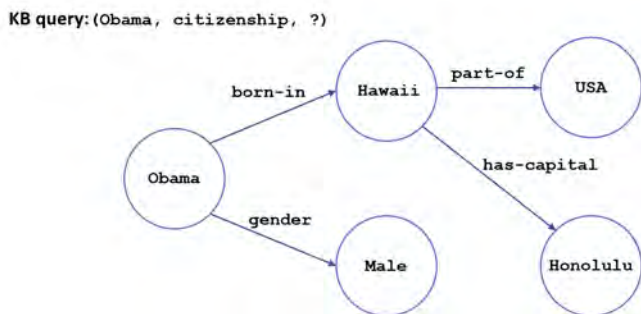 KB query: (Obama, citizenship, ?)
born-in
Hawaii
part-of
USA
Obama
has-capital
gender
Male
Honolulu